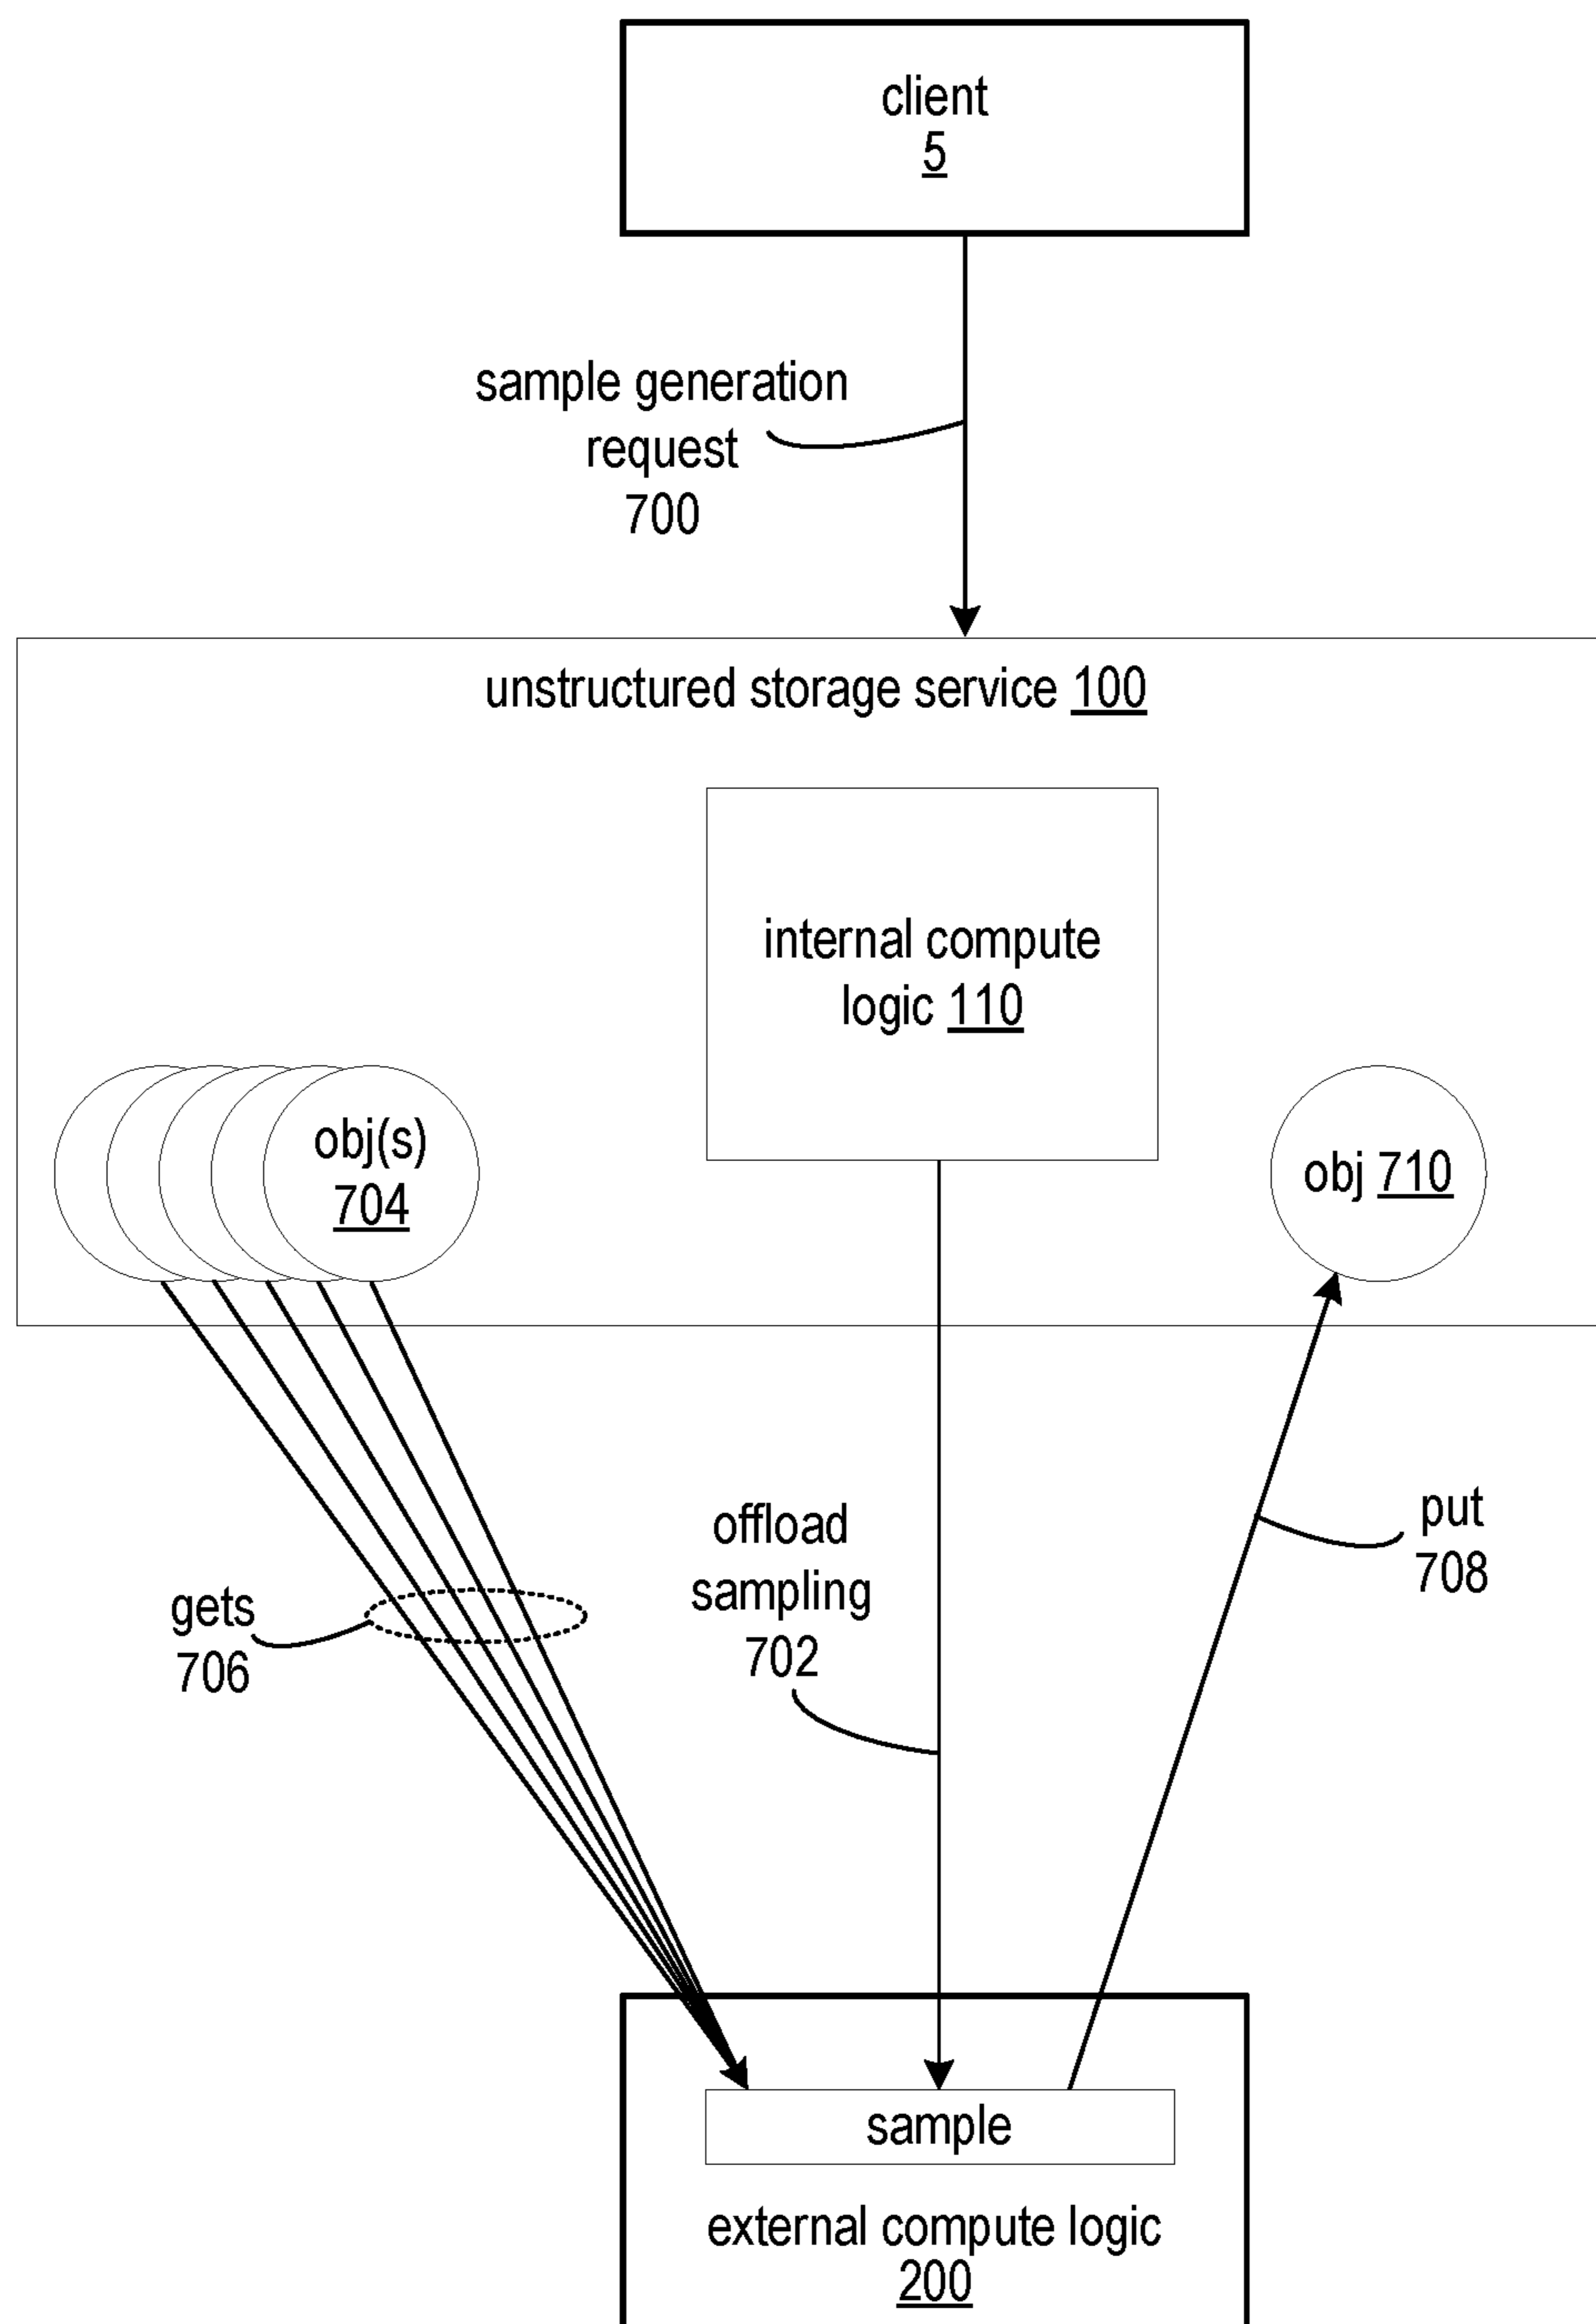 client
5
sample generation
request
700
unstructured storage service 100
internal compute
logic 110
obj(s)
704
obj 710
offload
sampling
702
put
708
gets
706
sample
external compute logic
200